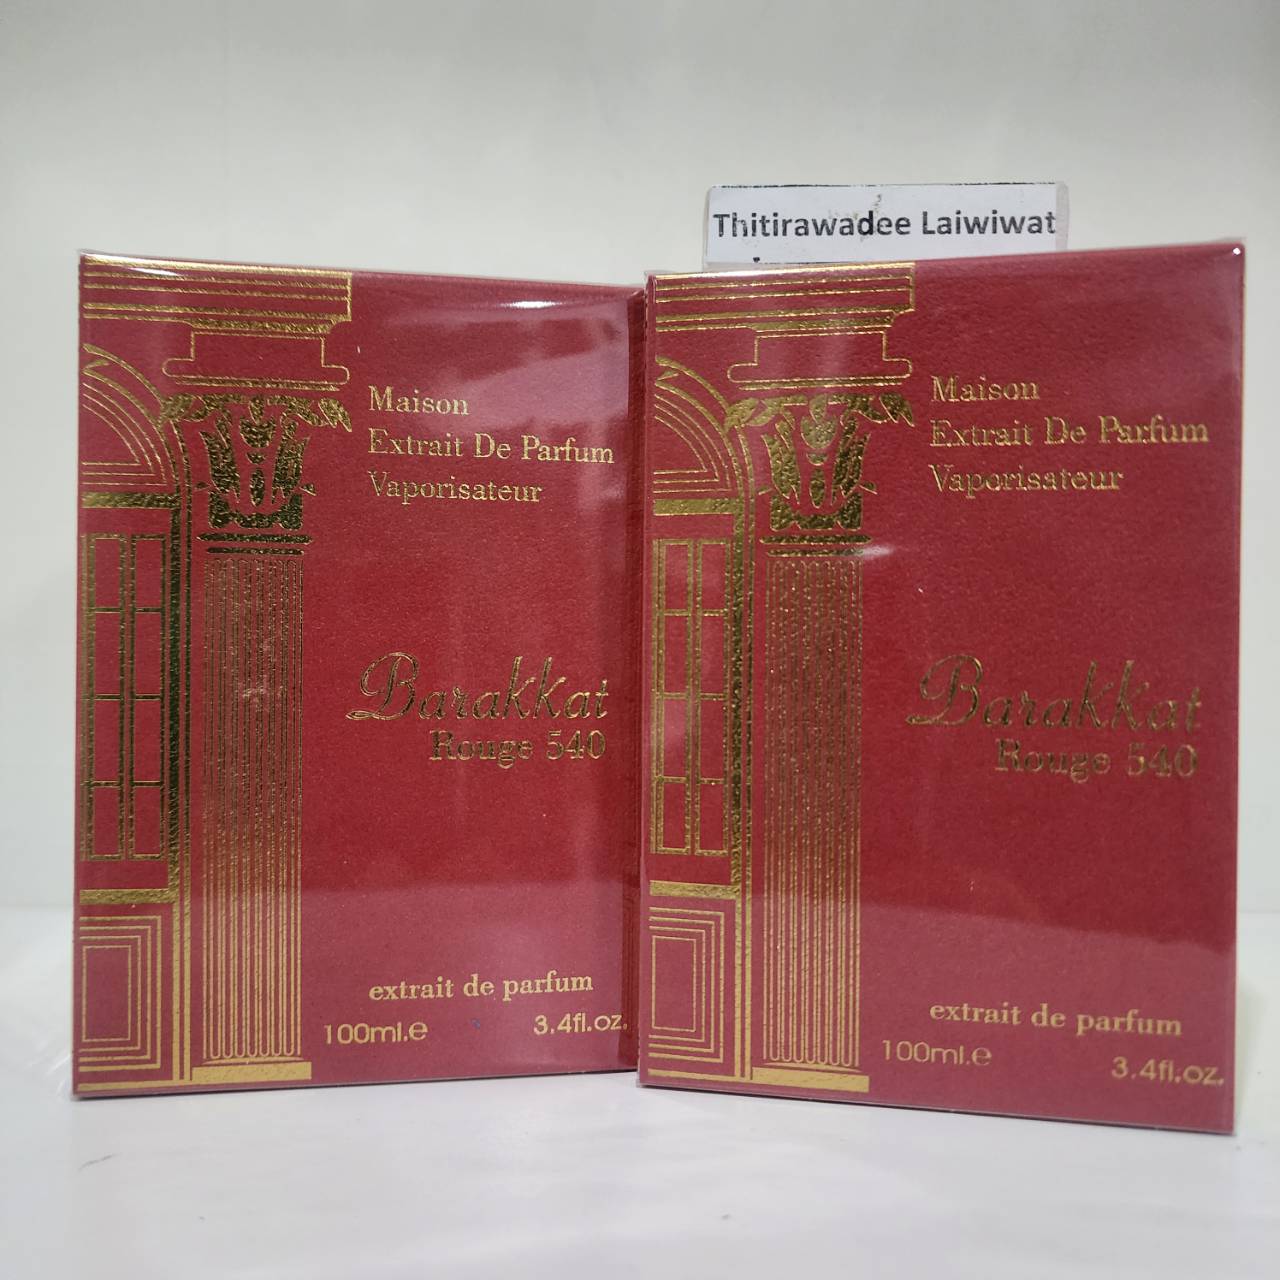 Thitirawadee Laiwiwat
Maison
Extrait De Parfum
Vaporisateur
Barakkat
Rouge 540
extrait de parfum
100ml.e 3.4fl.oz.
Maison
Extrait De Parfum
Vaporisateur
Barakkat
Rouge 540
extrait de parfum
100ml.e 3.4fl.oz.